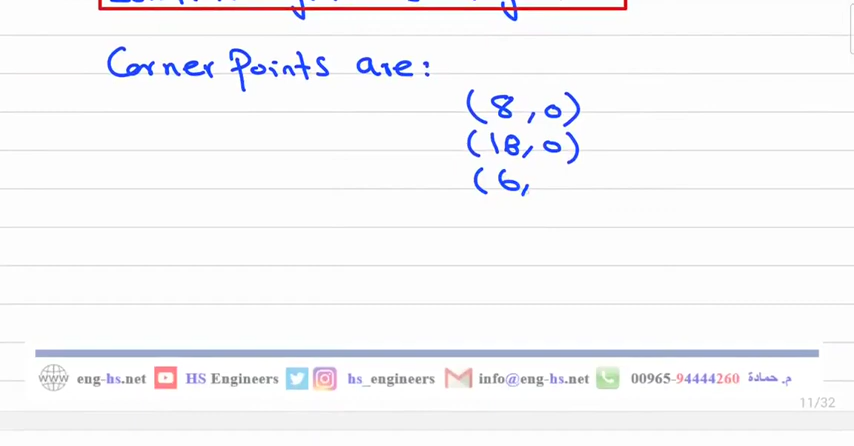 Corner Points are:
(8, 0)
(18, 0)
(6,
eng-hs.net HS Engineers hs_engineers info@eng-hs.net 00965-94444260 م. حمادة
11/32